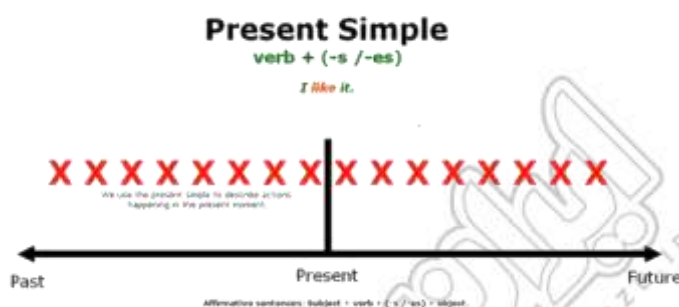 Present Simple
verb + (-s /-es)
I like it.
X X X X X X X X X X X X X X X X
We use the present simple to describe actions
happening in the present moment.
Past
Present
Future
Affirmative sentences: Subject + verb + (-s /-es) + object.